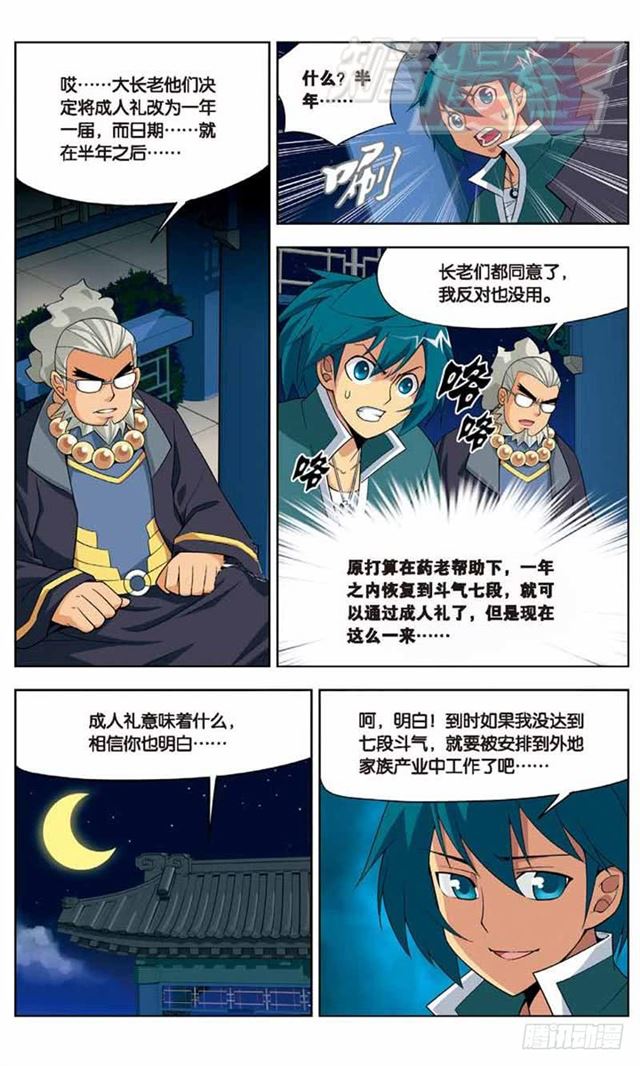 哎……大长老他们决
定将成人礼改为一年
一届，而日期……就
在半年之后……
什么？半
年……
唰
长老们都同意了，
我反对也没用。
咯
咯
咯
原打算在药老帮助下，一年
之内恢复到斗气七段，就可
以通过成人礼了，但是现在
这么一来……
成人礼意味着什么，
相信你也明白……
呵，明白！到时如果我没达到
七段斗气，就要被安排到外地
家族产业中工作了吧……
腾讯动漫